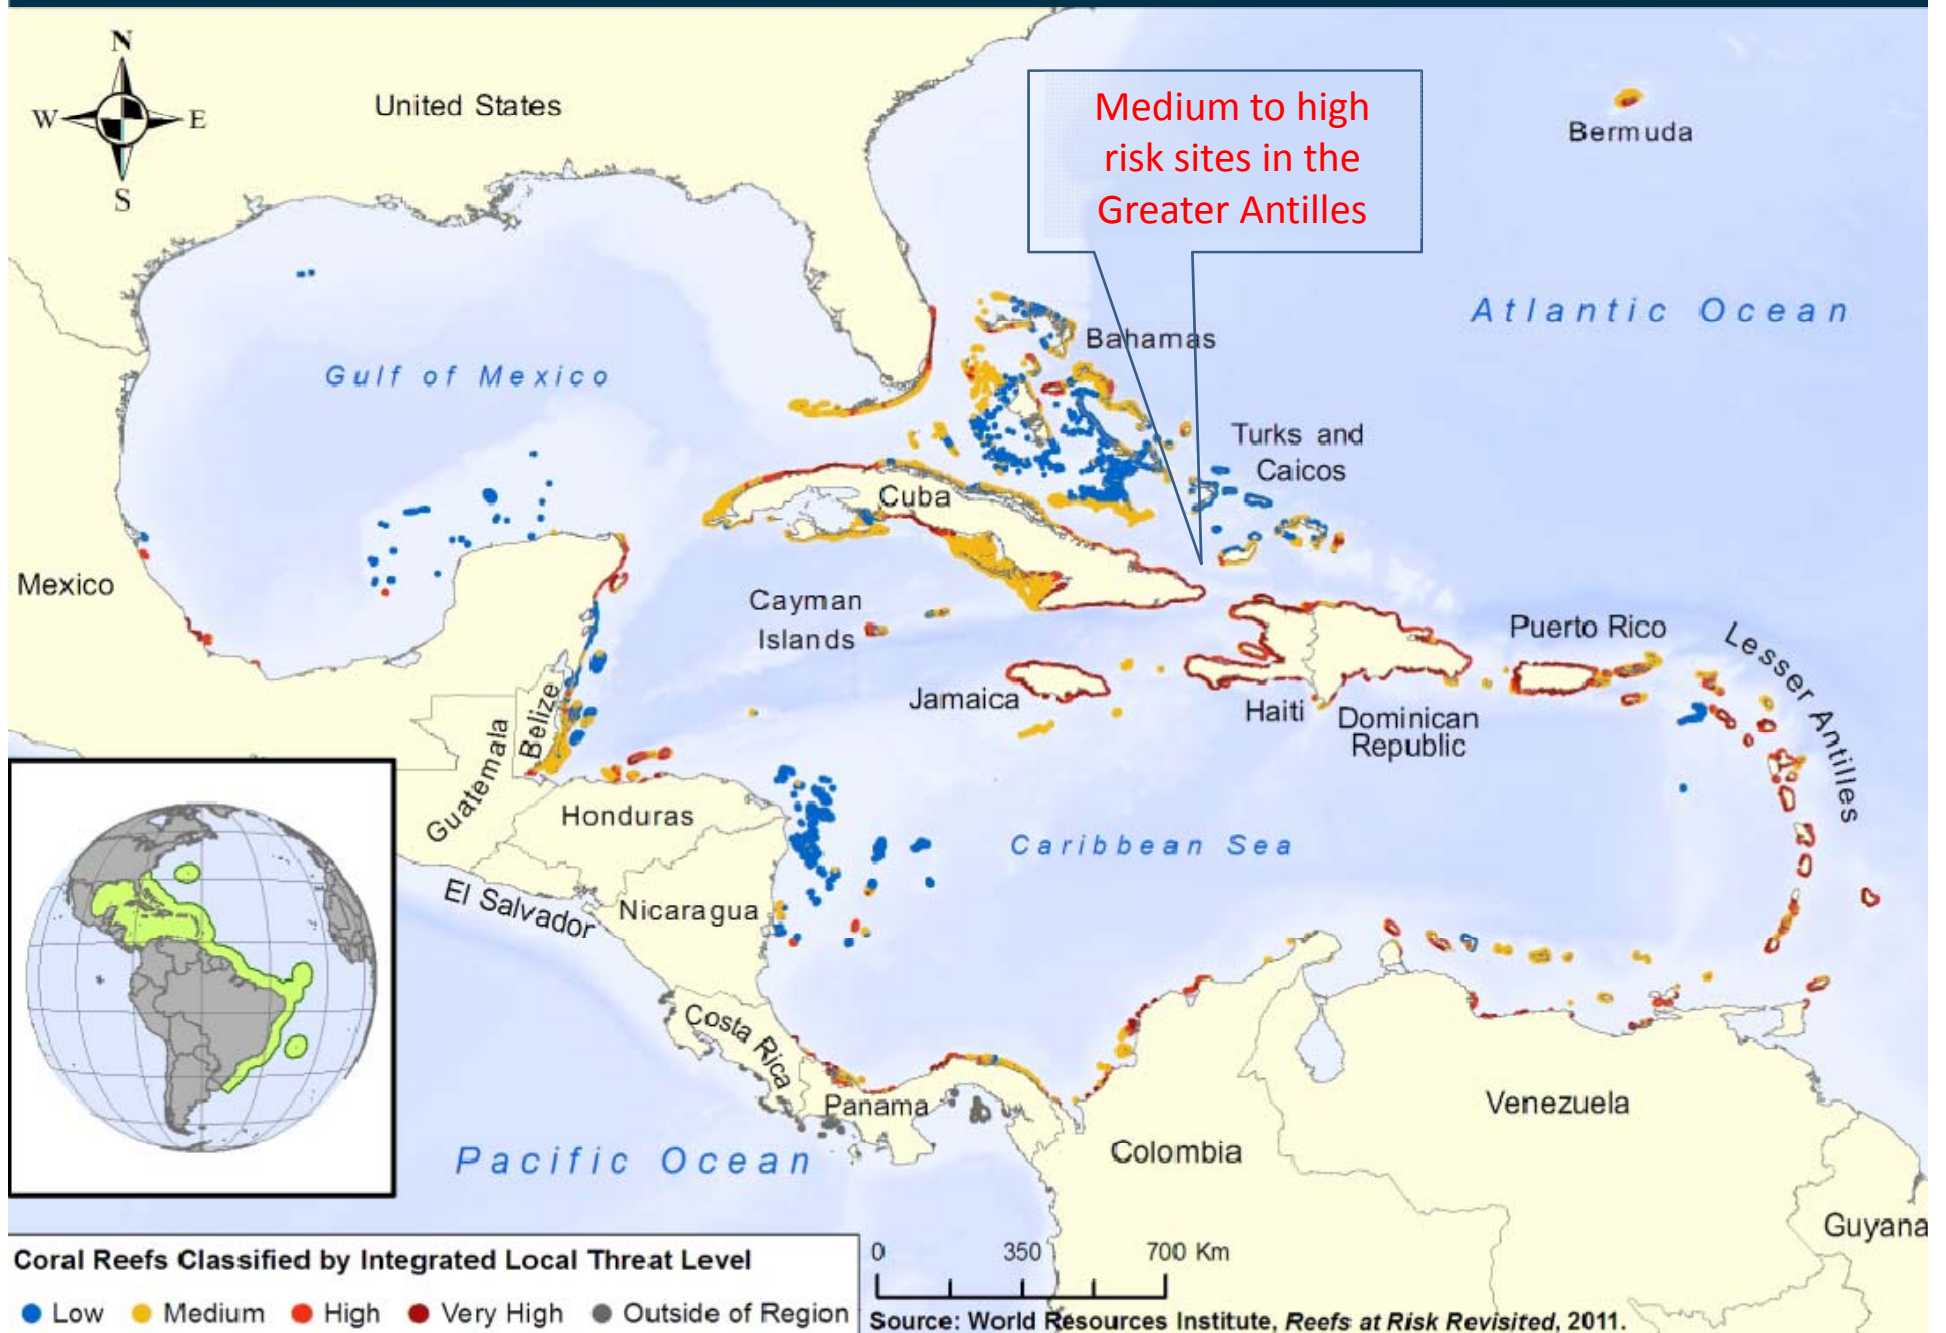 N
W
E
S
United States
Medium to high
risk sites in the
Greater Antilles
Bermuda
Atlantic Ocean
Bahamas
Gulf of Mexico
Turks and
Caicos
Cuba
Mexico
Cayman
Islands
Puerto Rico
Lesser Antilles
Jamaica
Haiti
Dominican
Republic
Belize
Guatemala
Honduras
Caribbean Sea
El Salvador
Nicaragua
Costa Rica
Panama
Venezuela
Colombia
Pacific Ocean
Guyana
Coral Reefs Classified by Integrated Local Threat Level
Low Medium High Very High Outside of Region
0 350 700 Km
Source: World Resources Institute, Reefs at Risk Revisited, 2011.